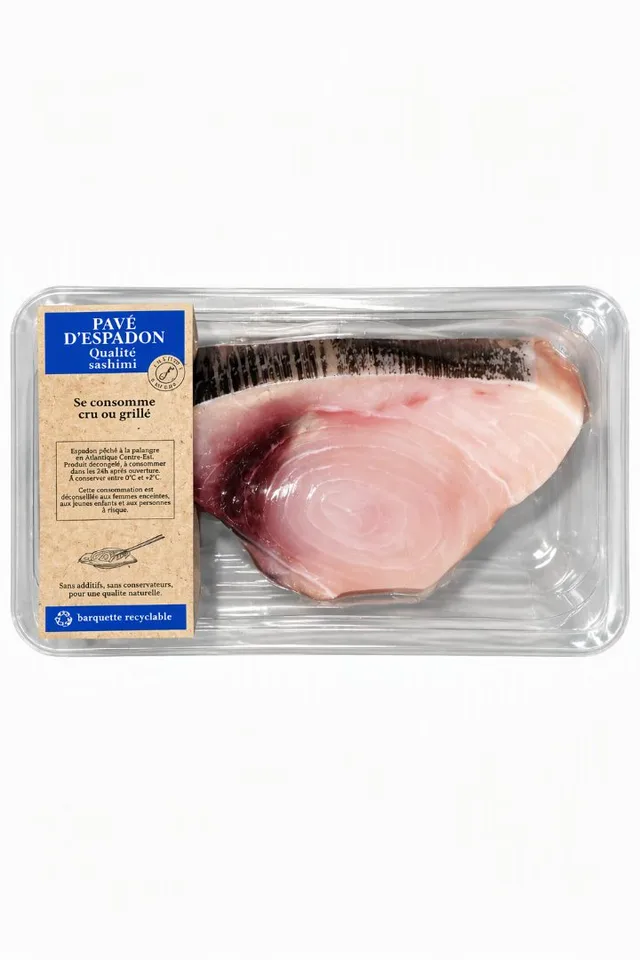 PAVÉ
D'ESPADON
Qualité
sashimi
Se consomme
cru ou grillé
Espadon pêché à la palangre
en Atlantique Centre-Est.
Produit décongelé, à consommer
dans les 24h après ouverture.
À conserver entre 0°C et +2°C.
Cette consommation est
déconseillée aux femmes enceintes,
aux jeunes enfants et aux personnes
à risque.
Sans additifs, sans conservateurs,
pour une qualite naturelle.
barquette recyclable